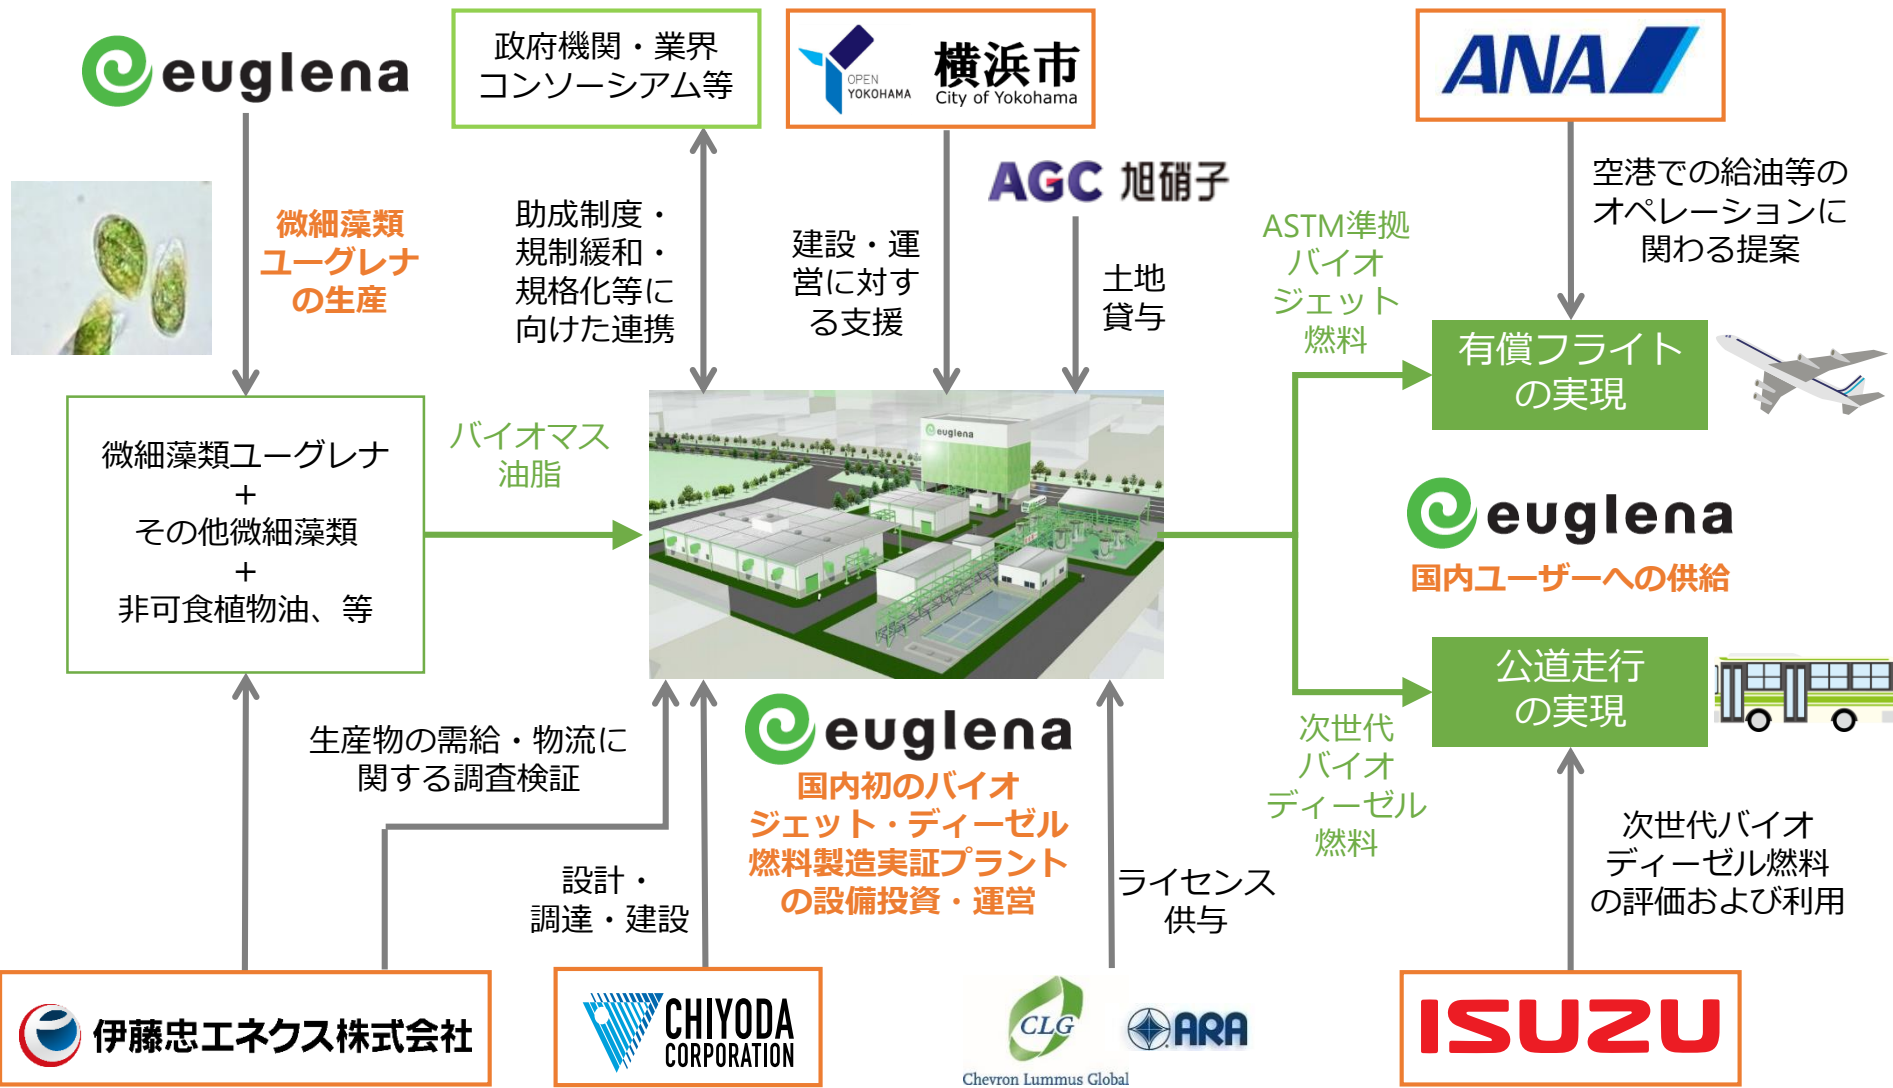 euglena
政府機関・業界
コンソーシアム等
OPEN
YOKOHAMA
横浜市
City of Yokohama
ANA
AGC 旭硝子
微細藻類
ユーグレナ
の生産
助成制度・
規制緩和・
規格化等に
向けた連携
建設・運
営に対す
る支援
土地
貸与
ASTM準拠
バイオ
ジェット
燃料
空港での給油等の
オペレーションに
関わる提案
有償フライト
の実現
微細藻類ユーグレナ
+
その他微細藻類
+
非可食植物油、等
バイオマス
油脂
euglena
euglena
国内ユーザーへの供給
公道走行
の実現
生産物の需給・物流に
関する調査検証
euglena
国内初のバイオ
ジェット・ディーゼル
燃料製造実証プラント
の設備投資・運営
次世代
バイオ
ディーゼル
燃料
設計・
調達・建設
ライセンス
供与
次世代バイオ
ディーゼル燃料
の評価および利用
伊藤忠エネクス株式会社
CHIYODA
CORPORATION
CLG
Chevron Lummus Global
ARA
ISUZU